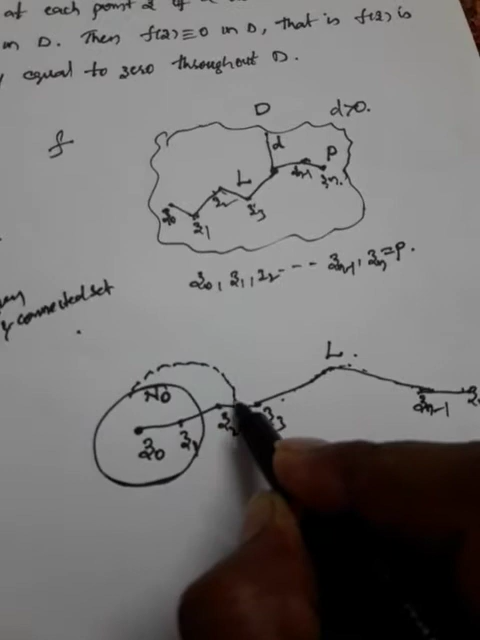 at each point z of a
in D. Then f(z)≡0 in D, that is f(z) is
equal to zero throughout D.
D
d>0.
f
d
L
P
z₀
z₁
z₂
z₃
zₙ₋₁
zₙ.
z₀, z₁, z₂ - - - zₙ₋₁, zₙ=P.
connected set
L.
N₀
z₀
z₁
z₂
z₃
zₙ₋₁